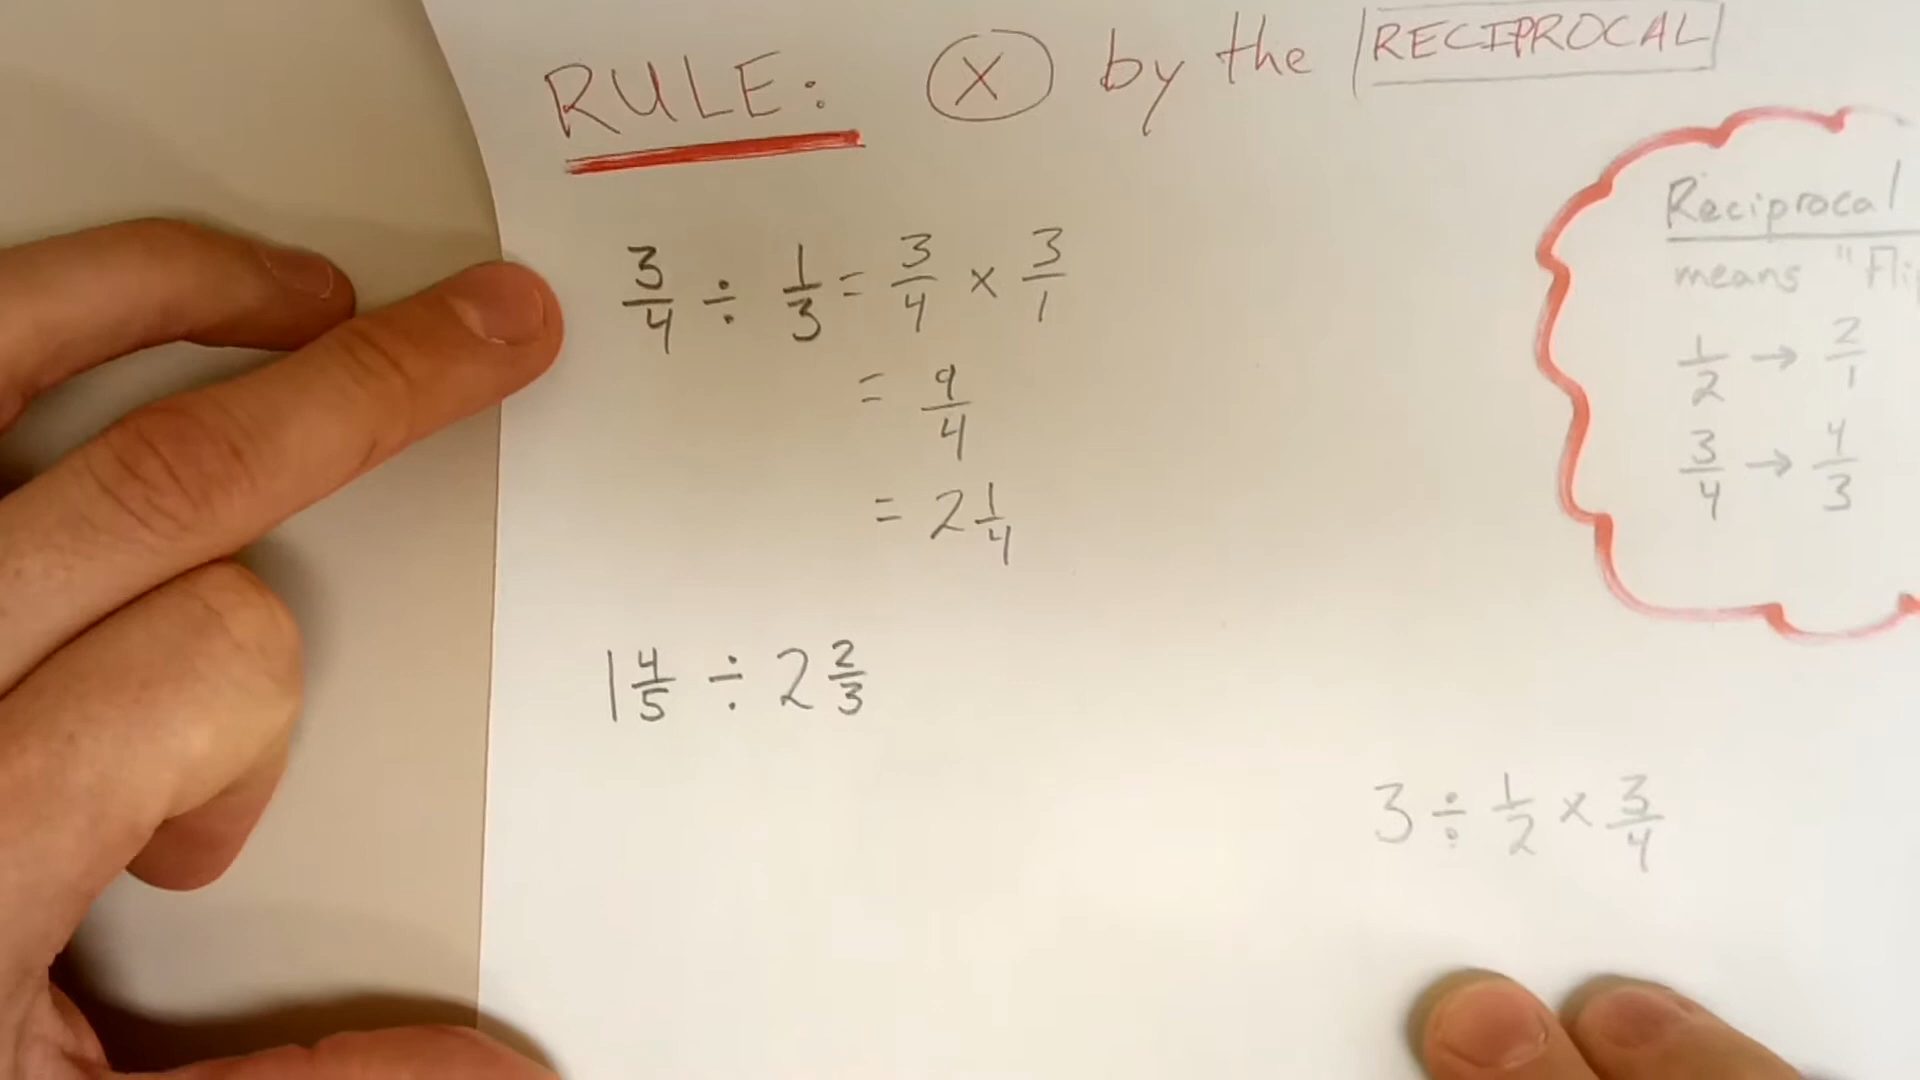 RULE: X by the RECIPROCAL
3/4 ÷ 1/3 = 3/4 × 3/1
= 9/4
= 2 1/4
1 4/5 ÷ 2 2/3
Reciprocal
means "Flip
1/2 → 2/1
3/4 → 4/3
3 ÷ 1/2 × 3/4